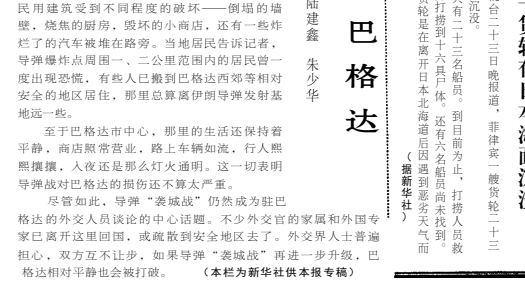 民用建筑受到不同程度的破坏——倒塌的墙
壁，烧焦的厨房，毁坏的小商店，还有一些炸
烂了的汽车被堆在路旁。当地居民告诉记者，
导弹爆炸点周围一、二公里范围内的居民曾一
度出现恐慌，有些人已搬到巴格达西郊等相对
安全的地区居住，那里总算离伊朗导弹发射基
地远一些。
至于巴格达市中心，那里的生活还保持着
平静，商店照常营业，路上车辆如流，行人熙
熙攘攘，入夜还是那么灯火通明。这一切表明
导弹战对巴格达的损伤还不算太严重。
尽管如此，导弹“袭城战”仍然成为驻巴
格达的外交人员谈论的中心话题。不少外交官的家属和外国专
家已离开这里回国，或疏散到安全地区去了。外交界人士普遍
担心，双方互不让步，如果导弹“袭城战”再进一步升级，巴
格达相对平静也会被打破。 （本栏为新华社供本报专稿）
巴格达
陆建鑫 朱少华
货轮在日本海面沉没
台二十三日晚报道，菲律宾一艘货轮二十三
沉没。
有二十三名船员。到目前为止，打捞人员救
打捞到十六具尸体。还有六名船员尚未找到。
轮是在离开日本北海道后因遇到恶劣天气而
（据新华社）